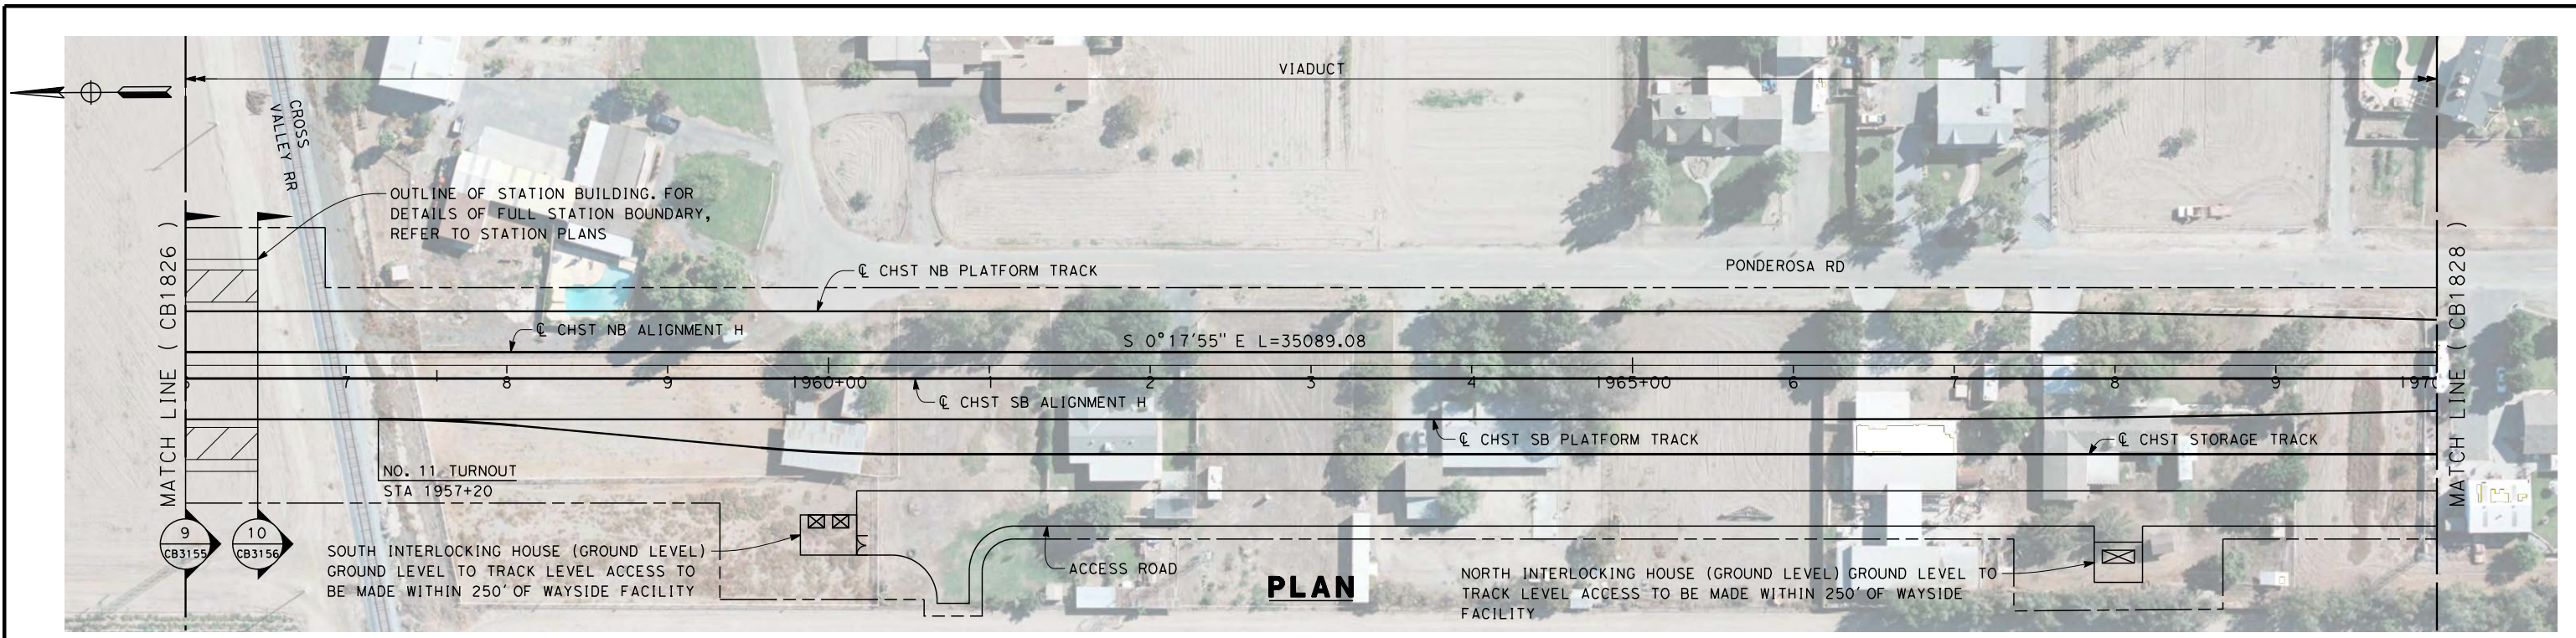 VIADUCT
CROSS
VALLEY RR
OUTLINE OF STATION BUILDING. FOR
DETAILS OF FULL STATION BOUNDARY,
REFER TO STATION PLANS
MATCH LINE ( CB1826 )
℄ CHST NB PLATFORM TRACK
PONDEROSA RD
℄ CHST NB ALIGNMENT H
S 0°17'55" E L=35089.08
7 8 9 1960+00 1 2 3 4 1965+00 6 7 8 9 1970
℄ CHST SB ALIGNMENT H
℄ CHST SB PLATFORM TRACK
℄ CHST STORAGE TRACK
MATCH LINE ( CB1828 )
NO. 11 TURNOUT
STA 1957+20
9
CB3155
10
CB3156
SOUTH INTERLOCKING HOUSE (GROUND LEVEL)
GROUND LEVEL TO TRACK LEVEL ACCESS TO
BE MADE WITHIN 250' OF WAYSIDE FACILITY
ACCESS ROAD
PLAN
NORTH INTERLOCKING HOUSE (GROUND LEVEL) GROUND LEVEL TO
TRACK LEVEL ACCESS TO BE MADE WITHIN 250' OF WAYSIDE
FACILITY